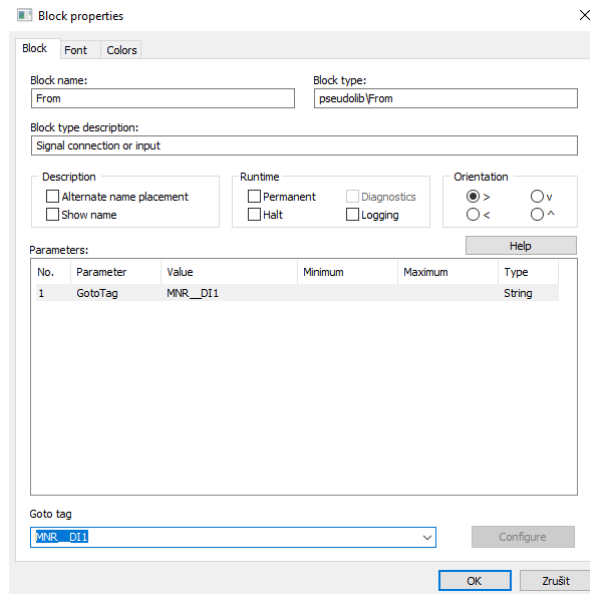 Block properties
Block Font Colors
Block name: Block type:
From pseudolib\From
Block type description:
Signal connection or input
Description Runtime Orientation
Alternate name placement Permanent Diagnostics > v
Show name Halt Logging < ^
Help
Parameters:
No. Parameter Value Minimum Maximum Type
1 GotoTag MNR__DI1 String
Goto tag
MNR__DI1 Configure
OK Zrušit